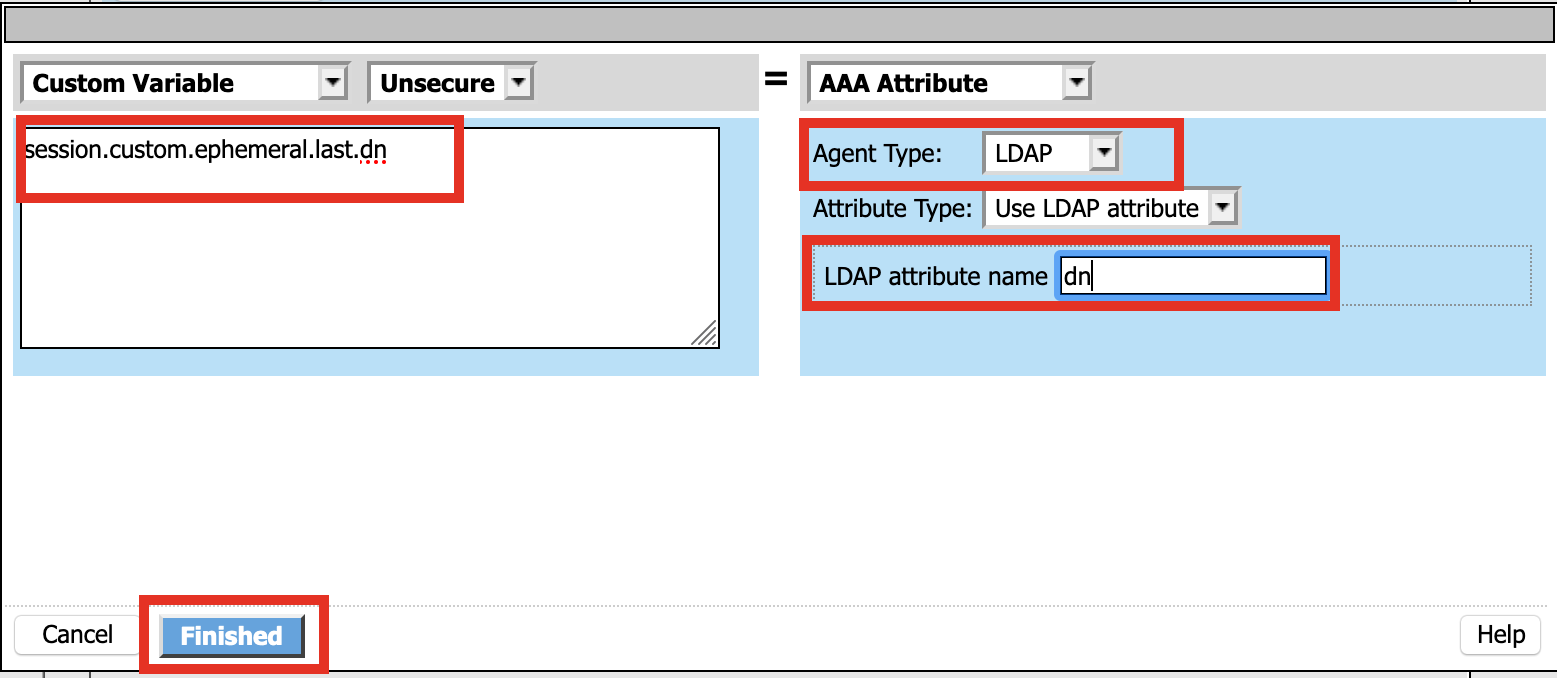 Custom Variable Unsecure = AAA Attribute
session.custom.ephemeral.last.dn
Agent Type: LDAP
Attribute Type: Use LDAP attribute
LDAP attribute name dn
Cancel Finished Help